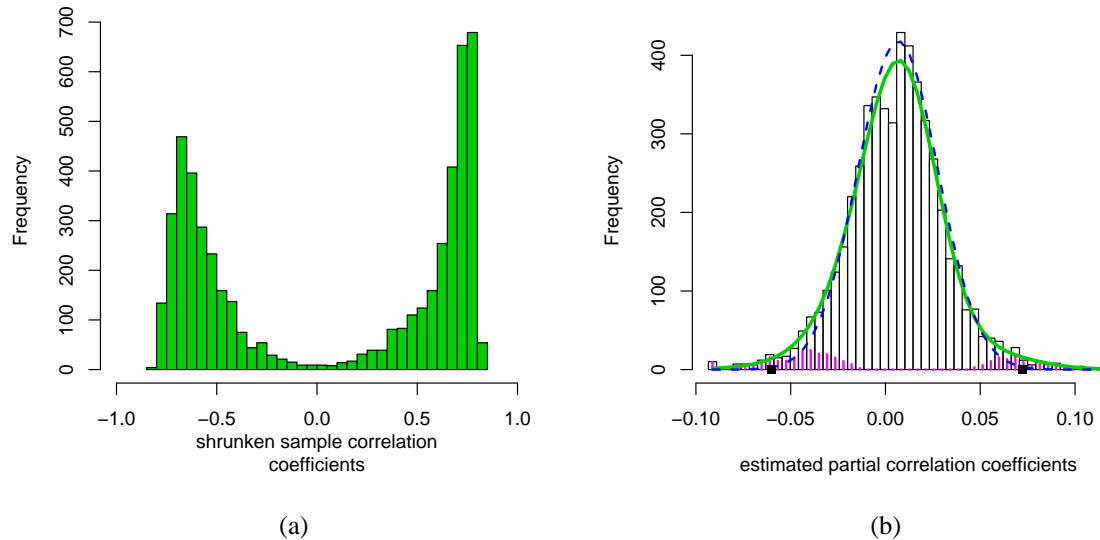 700
600
500
400
300
200
100
0
Frequency
−1.0 −0.5 0.0 0.5 1.0
shrunken sample correlation
coefficients
(a)
400
300
200
100
0
Frequency
−0.10 −0.05 0.00 0.05 0.10
estimated partial correlation coefficients
(b)